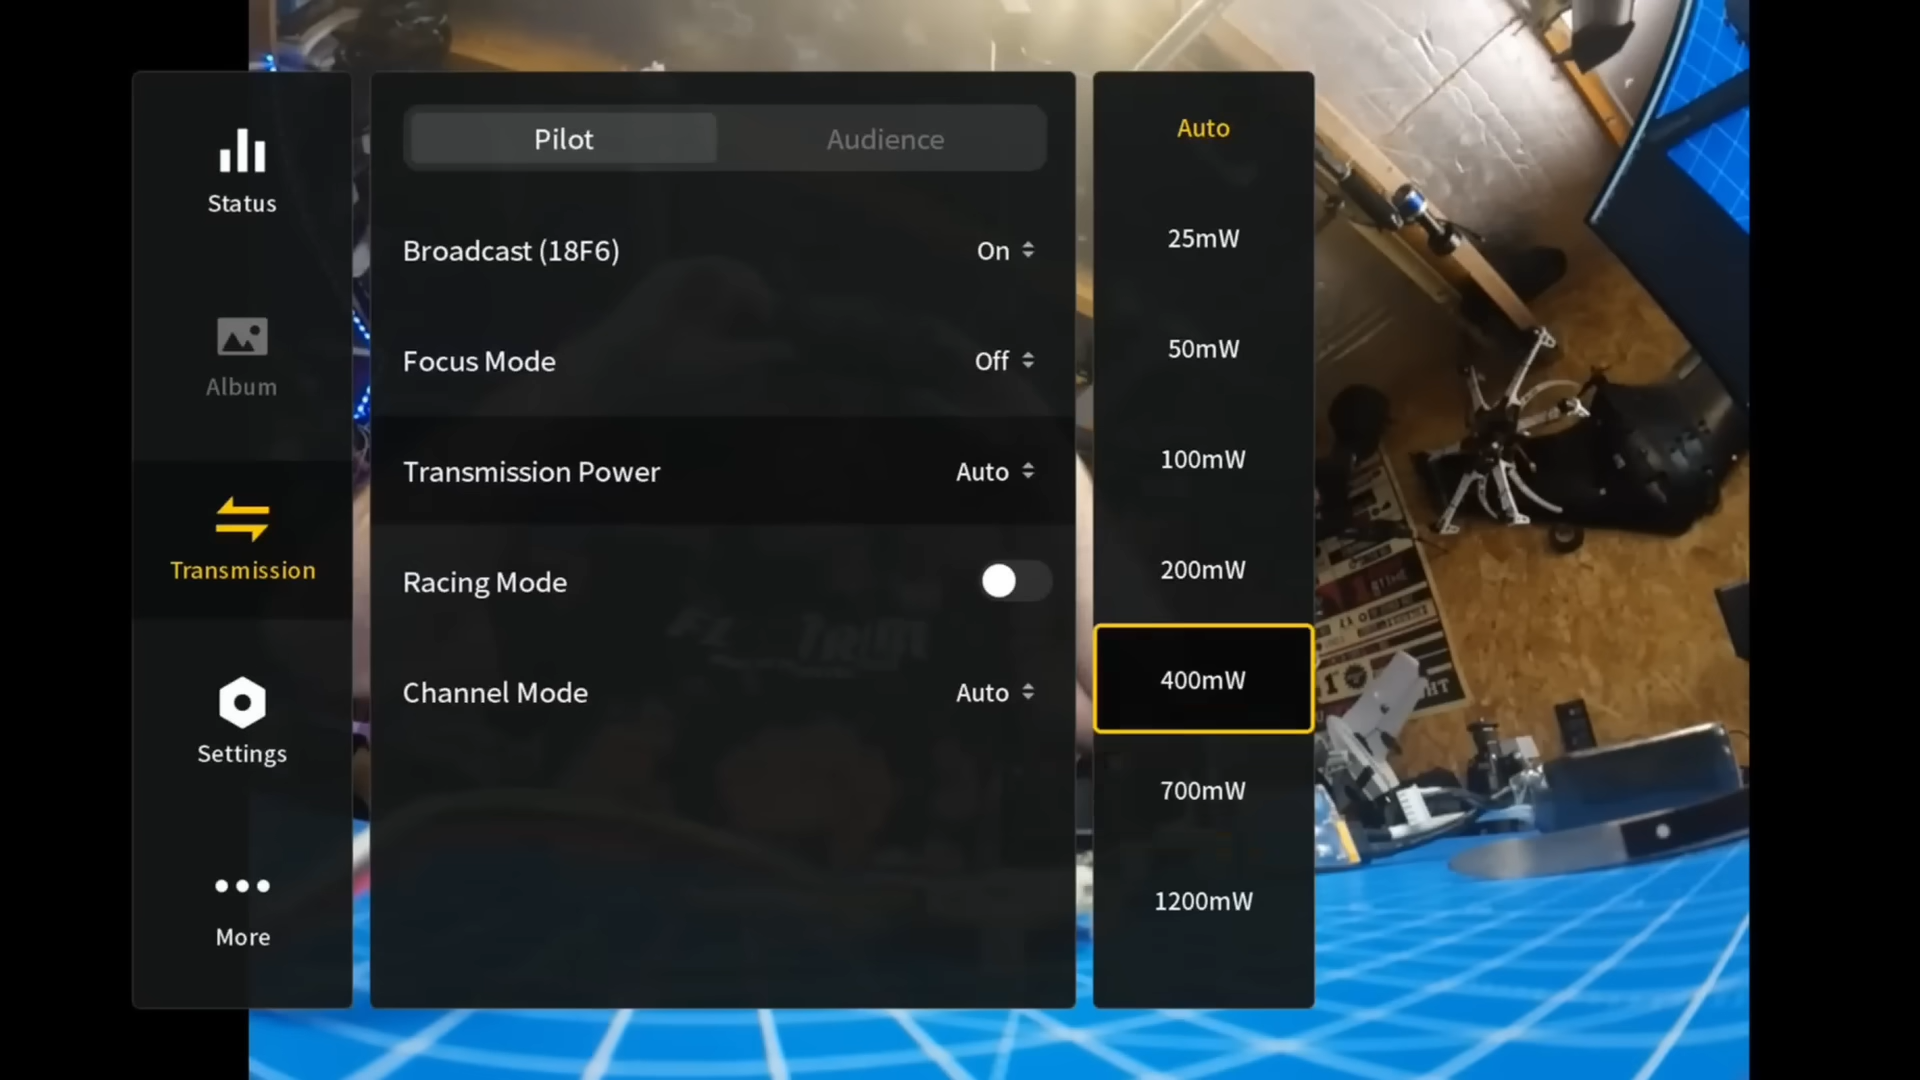 Status
Album
Transmission
Settings
More
Pilot
Audience
Broadcast (18F6)
On
Focus Mode
Off
Transmission Power
Auto
Racing Mode
Channel Mode
Auto
Auto
25mW
50mW
100mW
200mW
400mW
700mW
1200mW